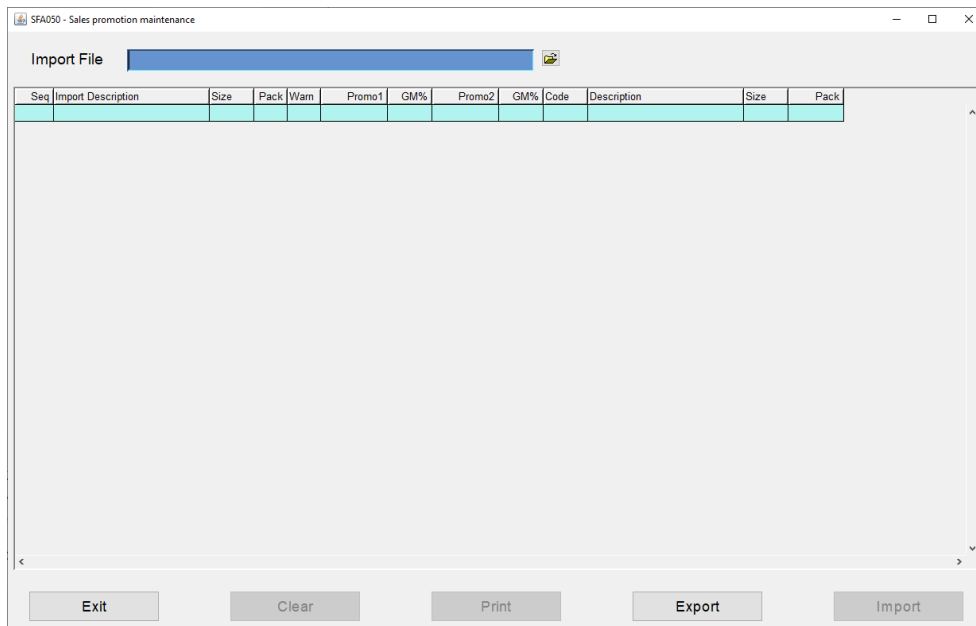 SFA050 - Sales promotion maintenance
Import File
Seq Import Description Size Pack Warn Promo1 GM% Promo2 GM% Code Description Size Pack
Exit Clear Print Export Import